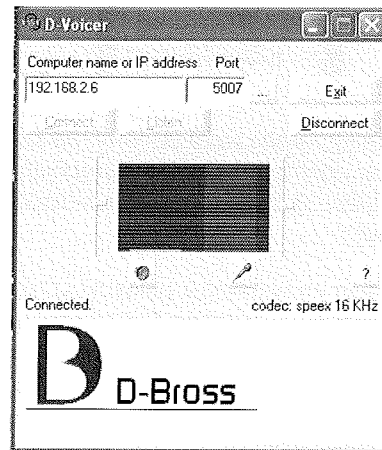 D-Voicer
Computer name or IP address Port
192.168.2.6 5007 ... Exit
Connect Listen Disconnect
?
Connected. codec: speex 16 KHz
D-Bross